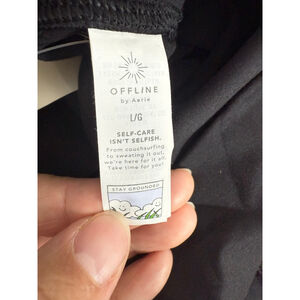 OFFLINE
by Aerie
L/G
SELF-CARE
ISN'T SELFISH.
From couchsurfing
to sweating it out,
we're here for it all.
Take time for you!
STAY GROUNDED